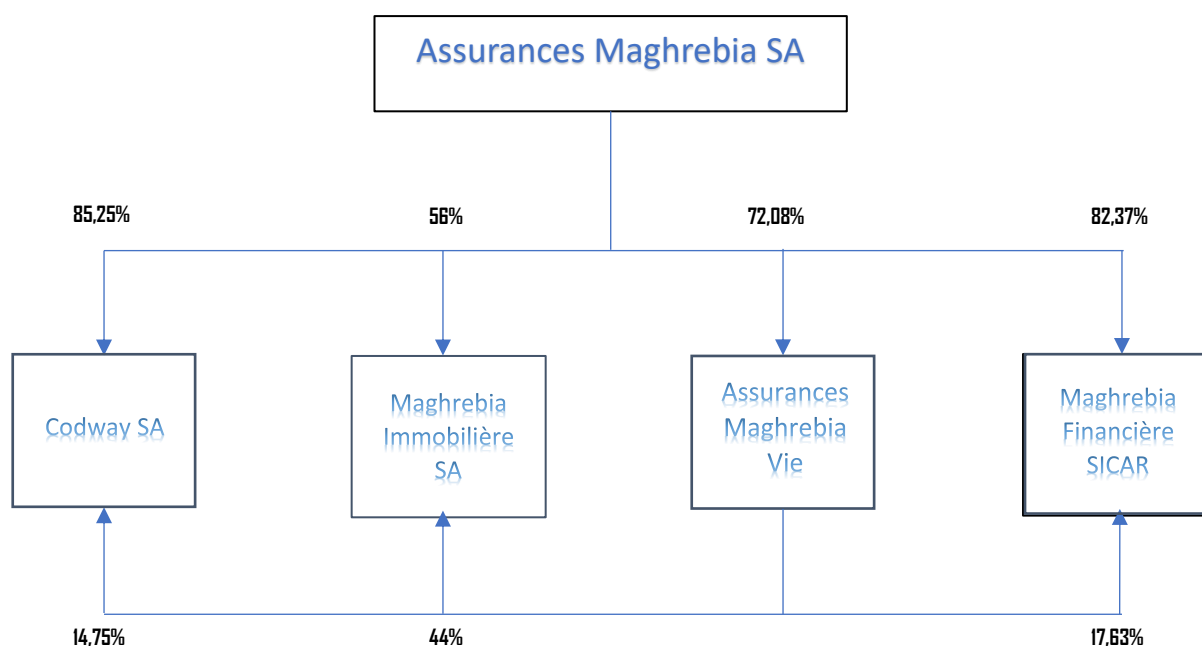 Assurances Maghrebia SA
85,25%
56%
72,08%
82,37%
Codway SA
Maghrebia
Immobilière
SA
Assurances
Maghrebia
Vie
Maghrebia
Financière
SICAR
14,75%
44%
17,63%